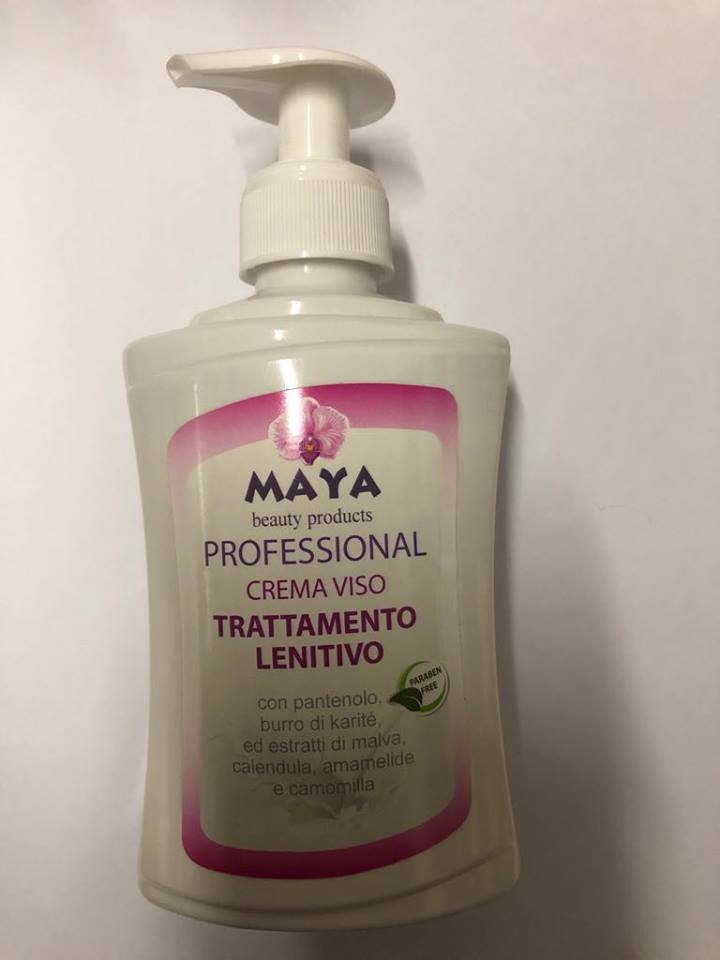 MAYA
beauty products
PROFESSIONAL
CREMA VISO
TRATTAMENTO
LENITIVO
PARABEN
FREE
con pantenolo,
burro di karité,
ed estratti di malva,
calendula, amamelide
e camomilla